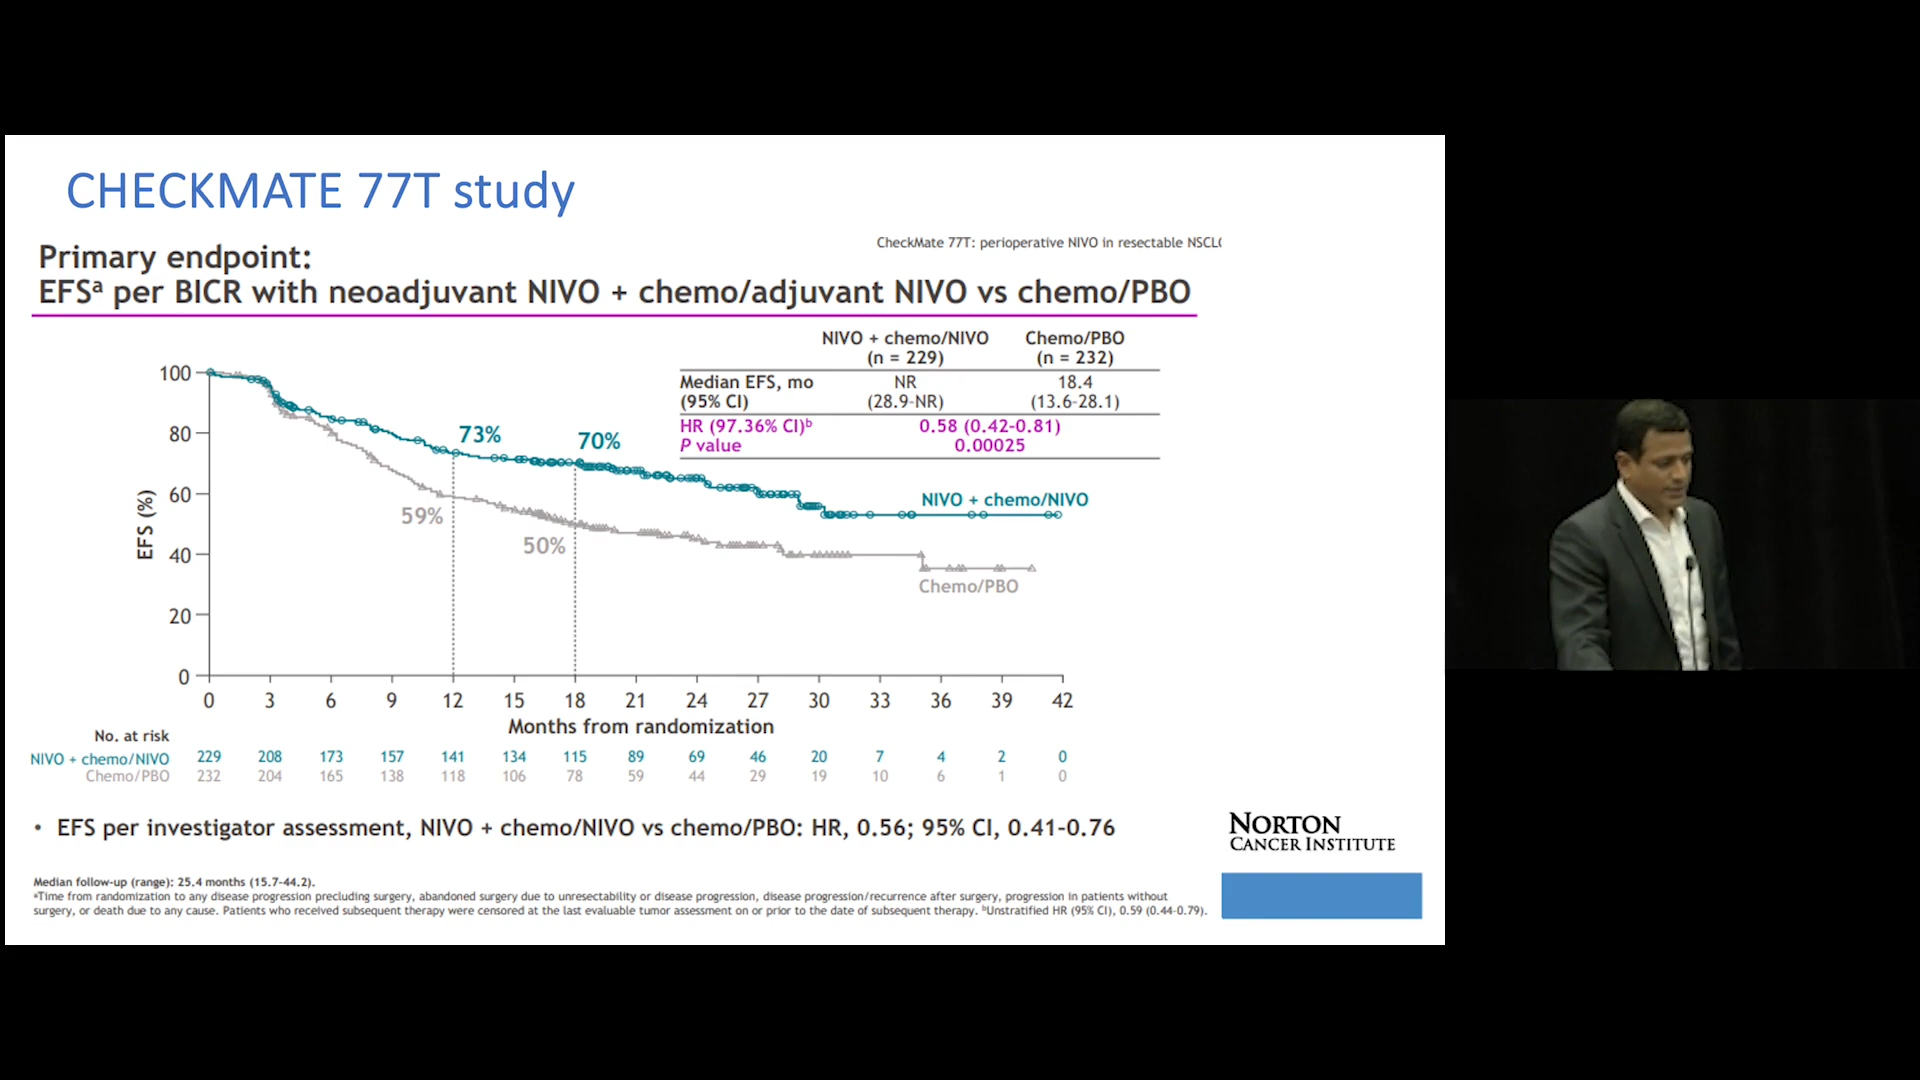 CHECKMATE 77T study
CheckMate 77T: perioperative NIVO in resectable NSCLC
Primary endpoint:
EFSᵃ per BICR with neoadjuvant NIVO + chemo/adjuvant NIVO vs chemo/PBO
NIVO + chemo/NIVO Chemo/PBO
(n = 229) (n = 232)
Median EFS, mo NR 18.4
(95% CI) (28.9-NR) (13.6-28.1)
HR (97.36% CI)ᵇ 0.58 (0.42-0.81)
P value 0.00025
EFS (%)
100
80
60
40
20
0
73%
70%
59%
50%
NIVO + chemo/NIVO
Chemo/PBO
0 3 6 9 12 15 18 21 24 27 30 33 36 39 42
Months from randomization
No. at risk
NIVO + chemo/NIVO 229 208 173 157 141 134 115 89 69 46 20 7 4 2 0
Chemo/PBO 232 204 165 138 118 106 78 59 44 29 19 10 6 1 0
• EFS per investigator assessment, NIVO + chemo/NIVO vs chemo/PBO: HR, 0.56; 95% CI, 0.41-0.76
Median follow-up (range): 25.4 months (15.7-44.2).
ᵃTime from randomization to any disease progression precluding surgery, abandoned surgery due to unresectability or disease progression, disease progression/recurrence after surgery, progression in patients without
surgery, or death due to any cause. Patients who received subsequent therapy were censored at the last evaluable tumor assessment on or prior to the date of subsequent therapy. ᵇUnstratified HR (95% CI), 0.59 (0.44-0.79).
NORTON
CANCER INSTITUTE